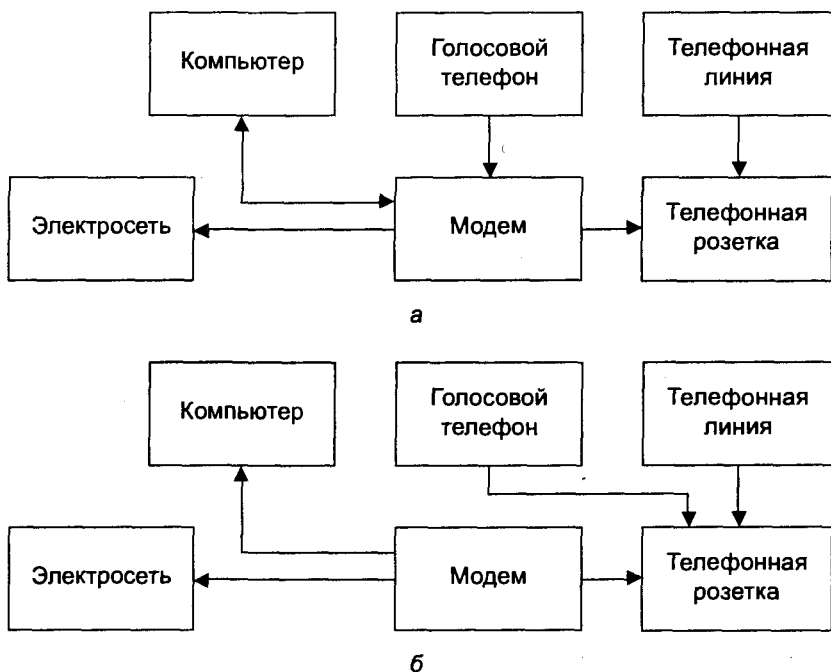 Компьютер
Голосовой
телефон
Телефонная
линия
Электросеть
Модем
Телефонная
розетка
а
Компьютер
Голосовой
телефон
Телефонная
линия
Электросеть
Модем
Телефонная
розетка
б